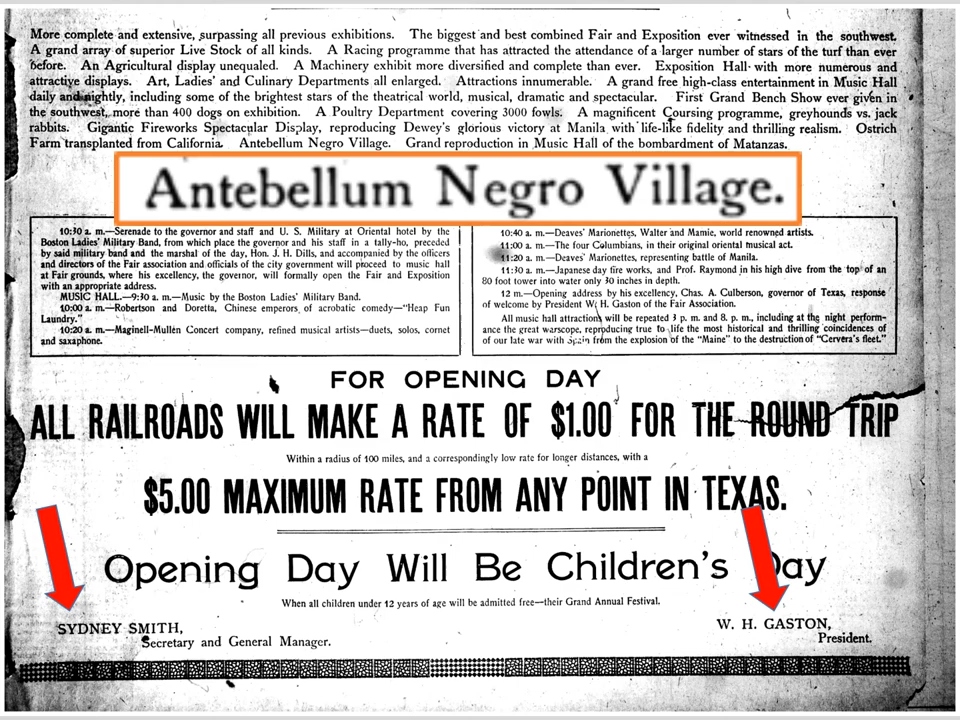 More complete and extensive, surpassing all previous exhibitions. The biggest and best combined Fair and Exposition ever witnessed in the southwest.
A grand array of superior Live Stock of all kinds. A Racing programme that has attracted the attendance of a larger number of stars of the turf than ever
before. An Agricultural display unequaled. A Machinery exhibit more diversified and complete than ever. Exposition Hall with more numerous and
attractive displays. Art, Ladies' and Culinary Departments all enlarged. Attractions innumerable. A grand free high-class entertainment in Music Hall
daily and nightly, including some of the brightest stars of the theatrical world, musical, dramatic and spectacular. First Grand Bench Show ever given in
the southwest, more than 400 dogs on exhibition. A Poultry Department covering 3000 fowls. A magnificent Coursing programme, greyhounds vs. jack
rabbits. Gigantic Fireworks Spectacular Display, reproducing Dewey's glorious victory at Manila with life-like fidelity and thrilling realism. Ostrich
Farm transplanted from California. Antebellum Negro Village. Grand reproduction in Music Hall of the bombardment of Matanzas.
Antebellum Negro Village.
10:30 a. m.—Serenade to the governor and staff and U. S. Military at Oriental hotel by the
Boston Ladies' Military Band, from which place the governor and his staff in a tally-ho, preceded
by said military band and the marshal of the day, Hon. J. H. Dills, and accompanied by the officers
and directors of the Fair association and officials of the city government will proceed to music hall
at Fair grounds, where his excellency, the governor, will formally open the Fair and Exposition
with an appropriate address.
MUSIC HALL.—9:30 a. m.—Music by the Boston Ladies' Military Band.
10:00 a. m.—Robertson and Doretta, Chinese emperors of acrobatic comedy—"Heap Fun
Laundry."
10:20 a. m.—Maginell-Mullen Concert company, refined musical artists—duets, solos, cornet
and saxaphone.
10:40 a. m.—Deaves' Marionettes, Walter and Mamie, world renowned artists.
11:00 a. m.—The four Columbians, in their original oriental musical act.
11:20 a. m.—Deaves' Marionettes, representing battle of Manila.
11:30 a. m.—Japanese day fire works, and Prof. Raymond in his high dive from the top of an
80 foot tower into water only 30 inches in depth.
12 m.—Opening address by his excellency, Chas. A. Culberson, governor of Texas, response
of welcome by President W. H. Gaston of the Fair Association.
All music hall attractions will be repeated 3 p. m. and 8. p. m., including at the night perform-
ance the great warscope, reproducing true to life the most historical and thrilling coincidences of
of our late war with Spain from the explosion of the "Maine" to the destruction of "Cervera's fleet."
FOR OPENING DAY
ALL RAILROADS WILL MAKE A RATE OF $1.00 FOR THE ROUND TRIP
Within a radius of 100 miles, and a correspondingly low rate for longer distances, with a
$5.00 MAXIMUM RATE FROM ANY POINT IN TEXAS.
Opening Day Will Be Children's Day
When all children under 12 years of age will be admitted free—their Grand Annual Festival.
SYDNEY SMITH,
Secretary and General Manager.
W. H. GASTON,
President.